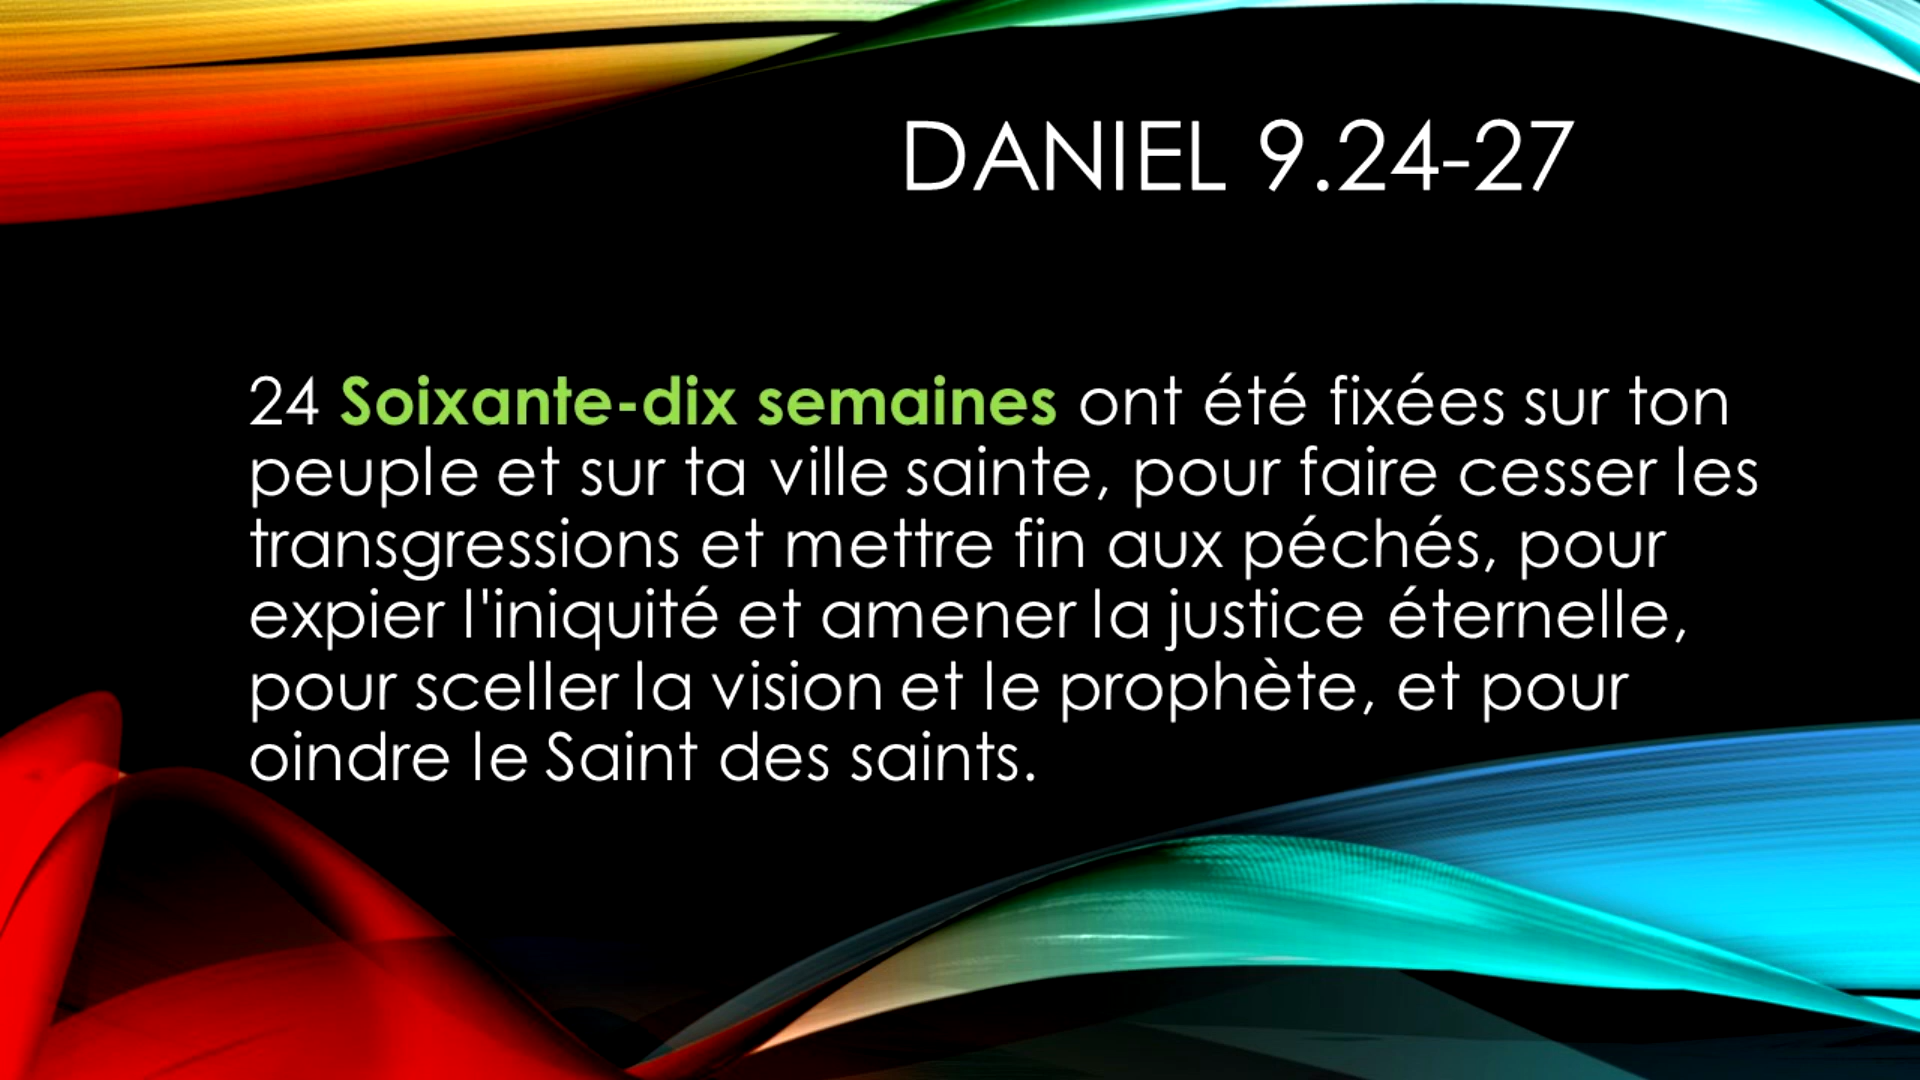 DANIEL 9.24-27
24 Soixante-dix semaines ont été fixées sur ton
peuple et sur ta ville sainte, pour faire cesser les
transgressions et mettre fin aux péchés, pour
expier l'iniquité et amener la justice éternelle,
pour sceller la vision et le prophète, et pour
oindre le Saint des saints.